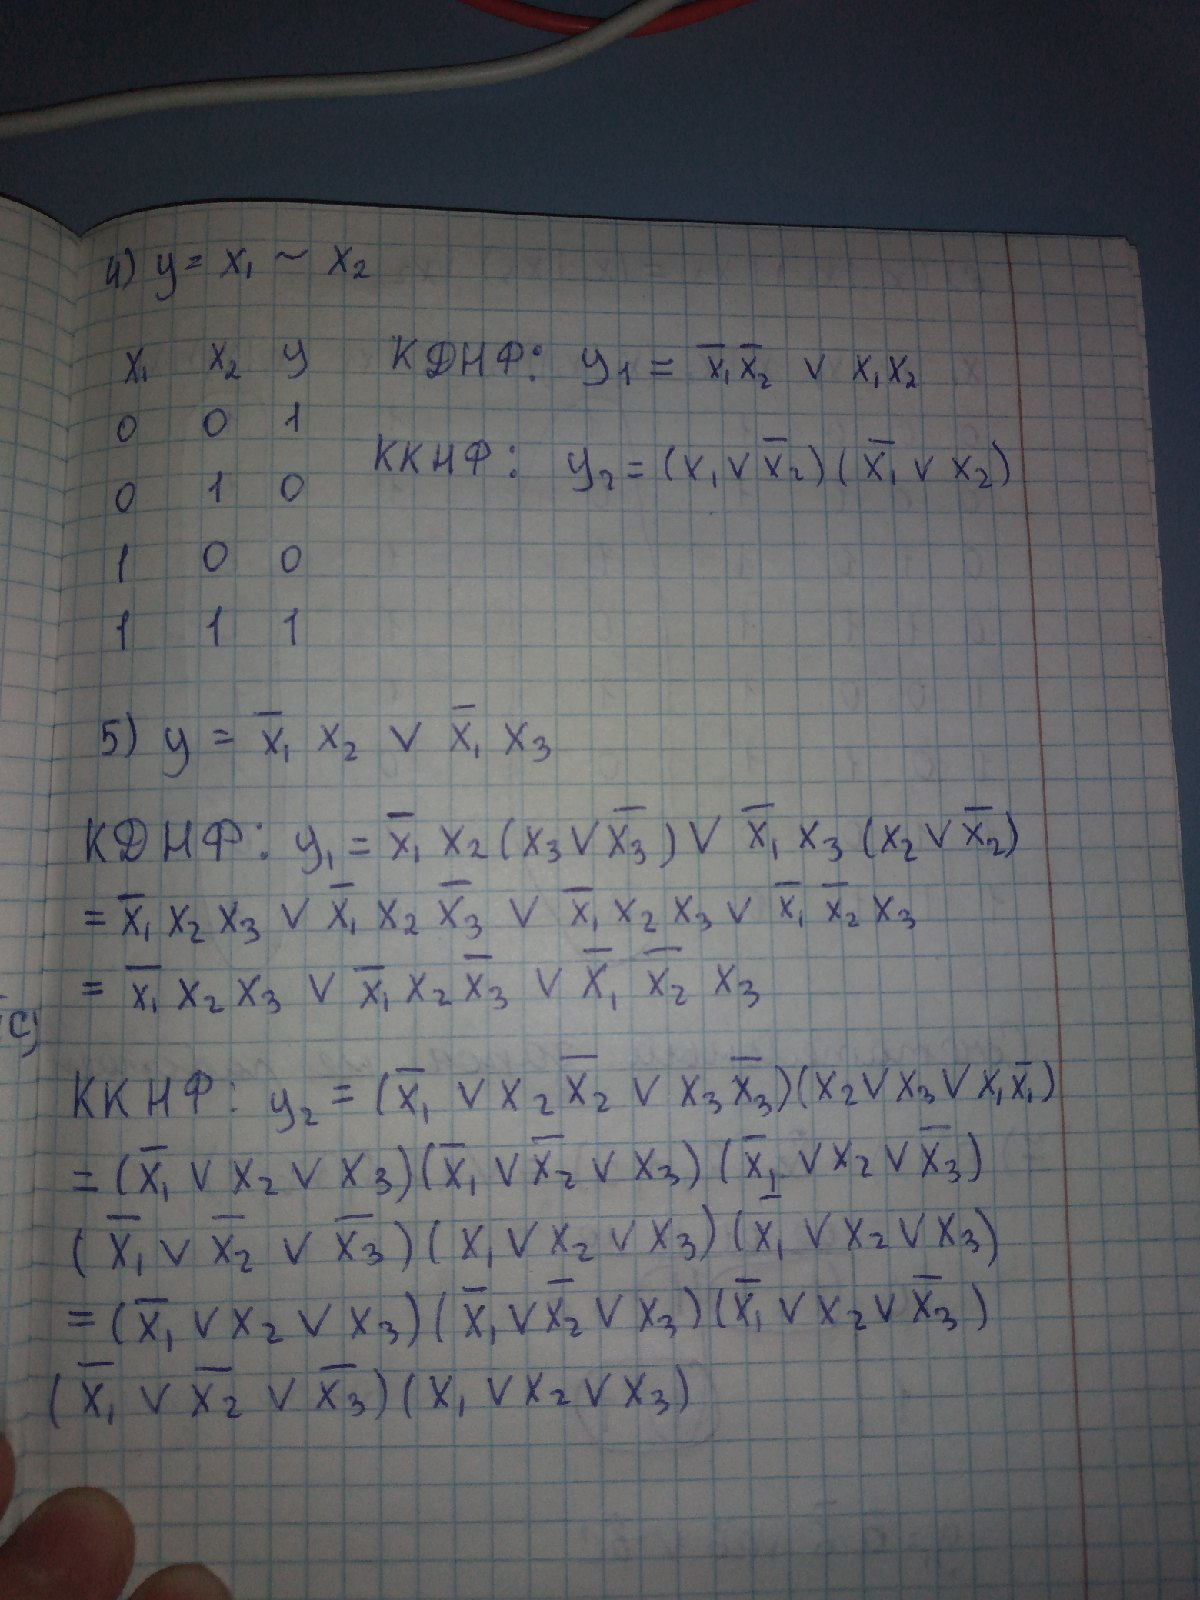 4) y = x₁ ~ x₂
x₁ x₂ y КДНФ: y₁ = x̅₁x̅₂ ∨ x₁x₂
0 0 1
ККНФ: y₂ = (x₁ ∨ x̅₂)(x̅₁ ∨ x₂)
0 1 0
1 0 0
1 1 1
5) y = x̅₁ x₂ ∨ x̅₁ x₃
КДНФ: y₁ = x̅₁ x₂ (x₃ ∨ x̅₃) ∨ x̅₁ x₃ (x₂ ∨ x̅₂)
= x̅₁ x₂ x₃ ∨ x̅₁ x₂ x̅₃ ∨ x̅₁ x₂ x₃ ∨ x̅₁ x̅₂ x₃
= x̅₁ x₂ x₃ ∨ x̅₁ x₂ x̅₃ ∨ x̅₁ x̅₂ x₃
ККНФ: y₂ = (x̅₁ ∨ x₂ x̅₂ ∨ x₃ x̅₃)(x₂ ∨ x₃ ∨ x₁x̅₁)
= (x̅₁ ∨ x₂ ∨ x₃)(x̅₁ ∨ x̅₂ ∨ x₃)(x̅₁ ∨ x₂ ∨ x̅₃)
(x̅₁ ∨ x̅₂ ∨ x̅₃)(x₁ ∨ x₂ ∨ x₃)(x̅₁ ∨ x₂ ∨ x₃)
= (x̅₁ ∨ x₂ ∨ x₃)(x̅₁ ∨ x̅₂ ∨ x₃)(x̅₁ ∨ x₂ ∨ x̅₃)
(x̅₁ ∨ x̅₂ ∨ x̅₃)(x₁ ∨ x₂ ∨ x₃)